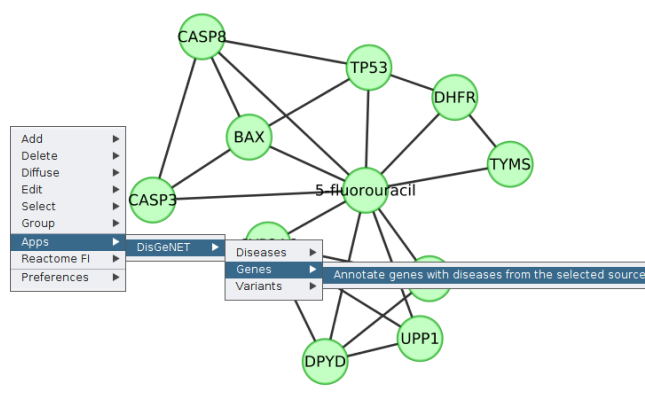 CASP8
TP53
DHFR
BAX
TYMS
5-fluorouracil
CASP3
Add
Delete
Diffuse
Edit
Select
Group
Apps
Reactome FI
Preferences
DisGeNET
Diseases
Genes
Variants
Annotate genes with diseases from the selected source
UPP1
DPYD